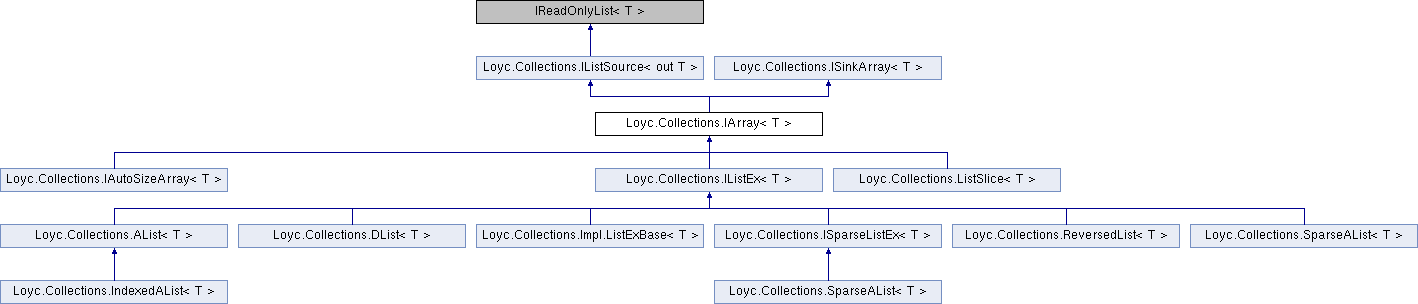 IReadOnlyList< T >
Loyc.Collections.IListSource< out T >
Loyc.Collections.ISinkArray< T >
Loyc.Collections.IArray< T >
Loyc.Collections.IAutoSizeArray< T >
Loyc.Collections.IListEx< T >
Loyc.Collections.ListSlice< T >
Loyc.Collections.AList< T >
Loyc.Collections.DList< T >
Loyc.Collections.Impl.ListExBase< T >
Loyc.Collections.ISparseListEx< T >
Loyc.Collections.ReversedList< T >
Loyc.Collections.SparseAList< T >
Loyc.Collections.IndexedAList< T >
Loyc.Collections.SparseAList< T >